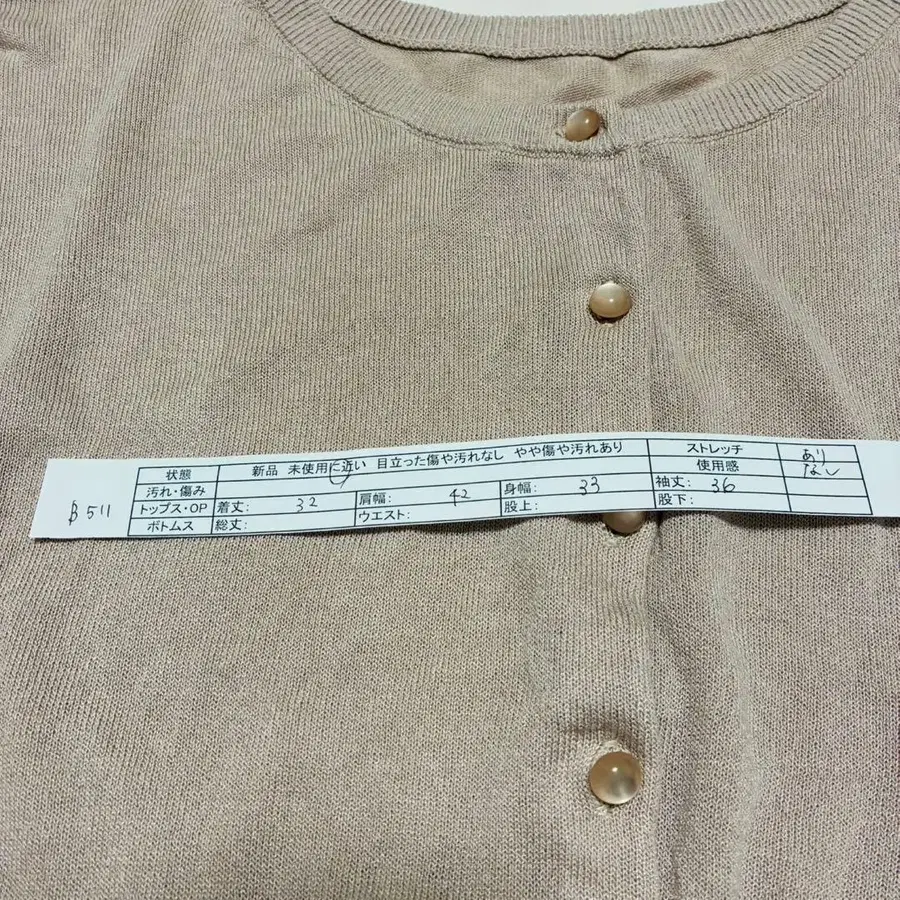 状態 新品 未使用に近い 目立った傷や汚れなし やや傷や汚れあり ストレッチ あり
汚れ・傷み 使用感 なし
B511 トップス・OP 着丈: 32 肩幅: 42 身幅: 33 袖丈: 36
ボトムス 総丈: ウエスト: 股上: 股下: